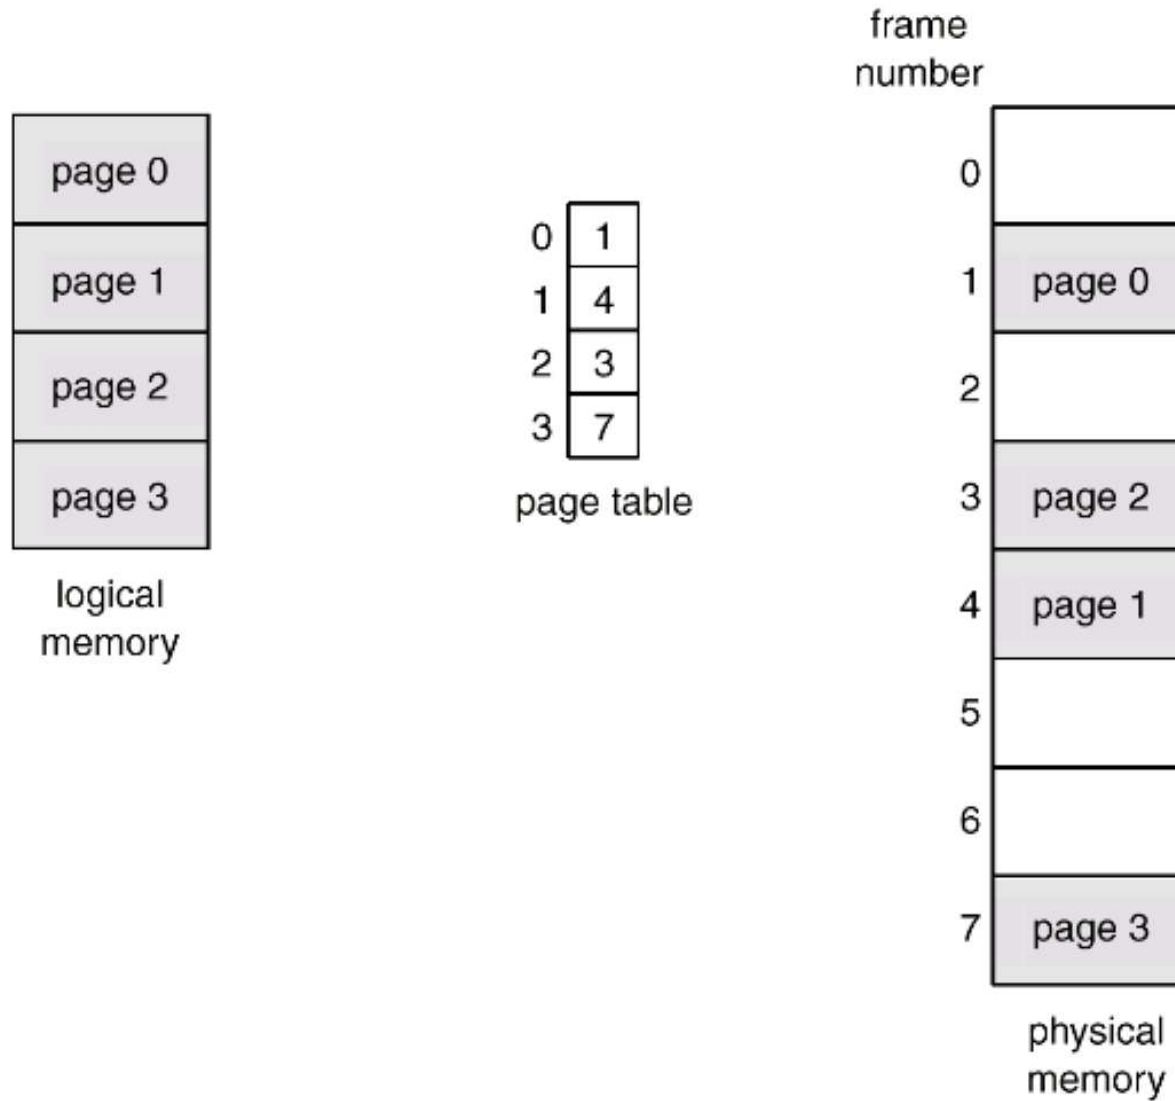 frame
number
page 0
page 1
page 2
page 3
logical
memory
0 1
1 4
2 3
3 7
page table
0
1 page 0
2
3 page 2
4 page 1
5
6
7 page 3
physical
memory